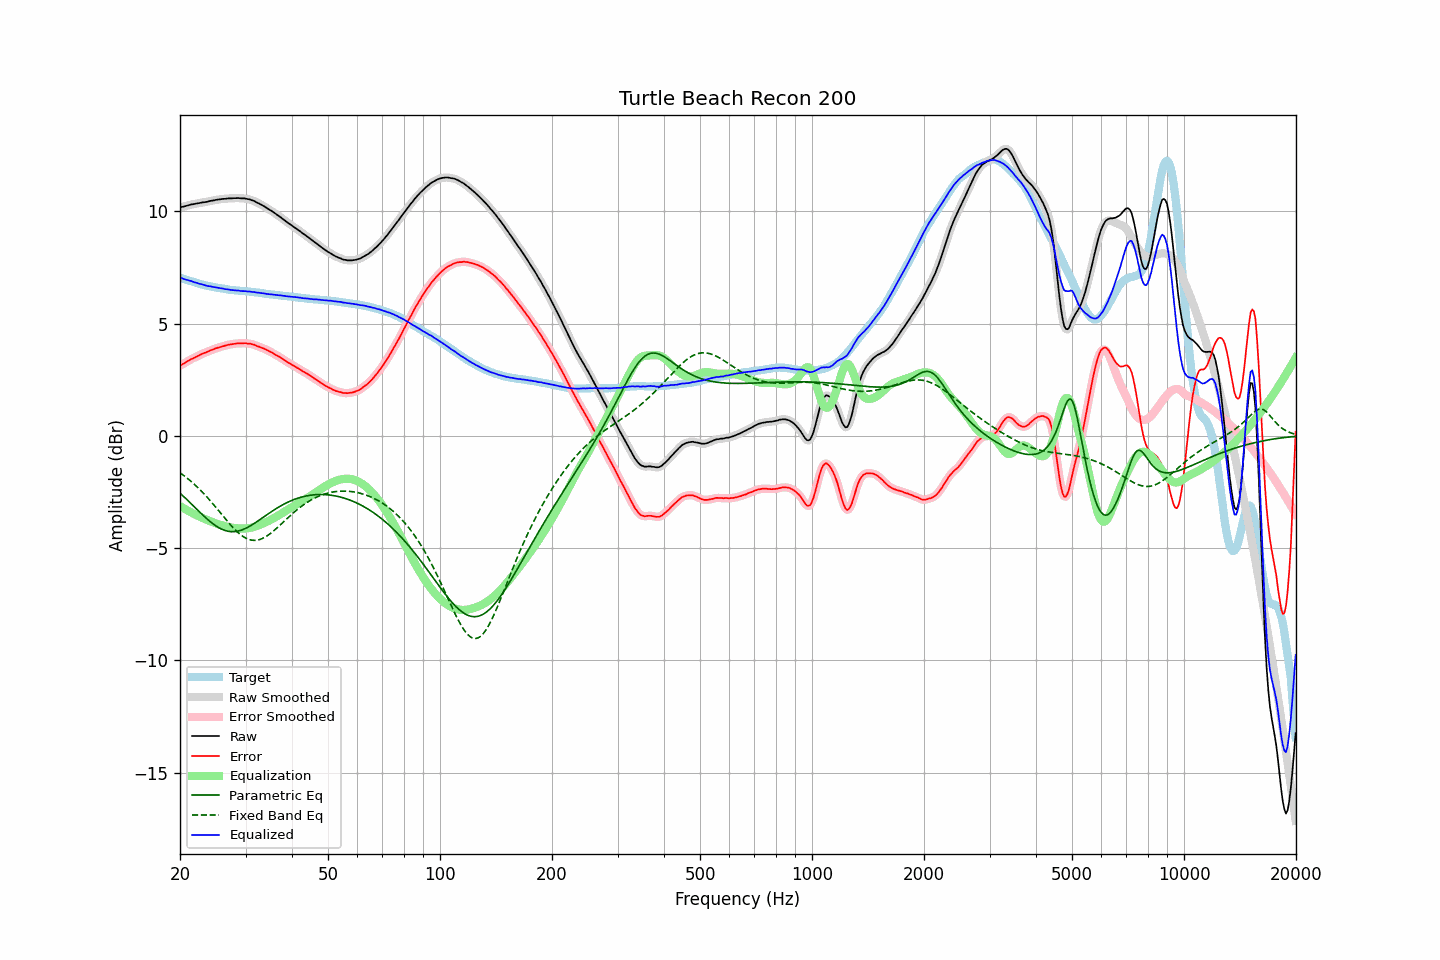 Turtle Beach Recon 200
Amplitude (dBr)
10
5
0
−5
−10
−15
Target
Raw Smoothed
Error Smoothed
Raw
Error
Equalization
Parametric Eq
Fixed Band Eq
Equalized
20 50 100 200 500 1000 2000 5000 10000 20000
Frequency (Hz)